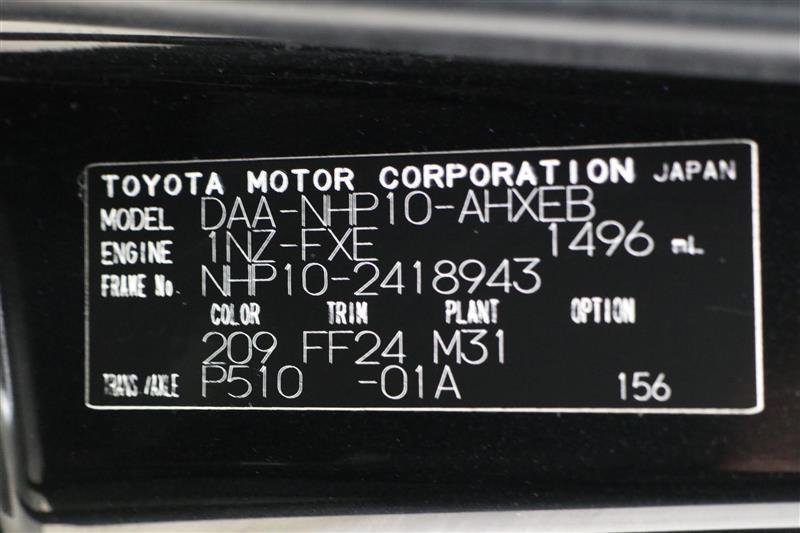 TOYOTA MOTOR CORPORATION JAPAN
MODEL DAA-NHP10-AHXEB
ENGINE 1NZ-FXE 1496 mL
FRAME No. NHP10-2418943
COLOR TRIM PLANT OPTION
209 FF24 M31
TRANS./AXLE P510 -01A 156